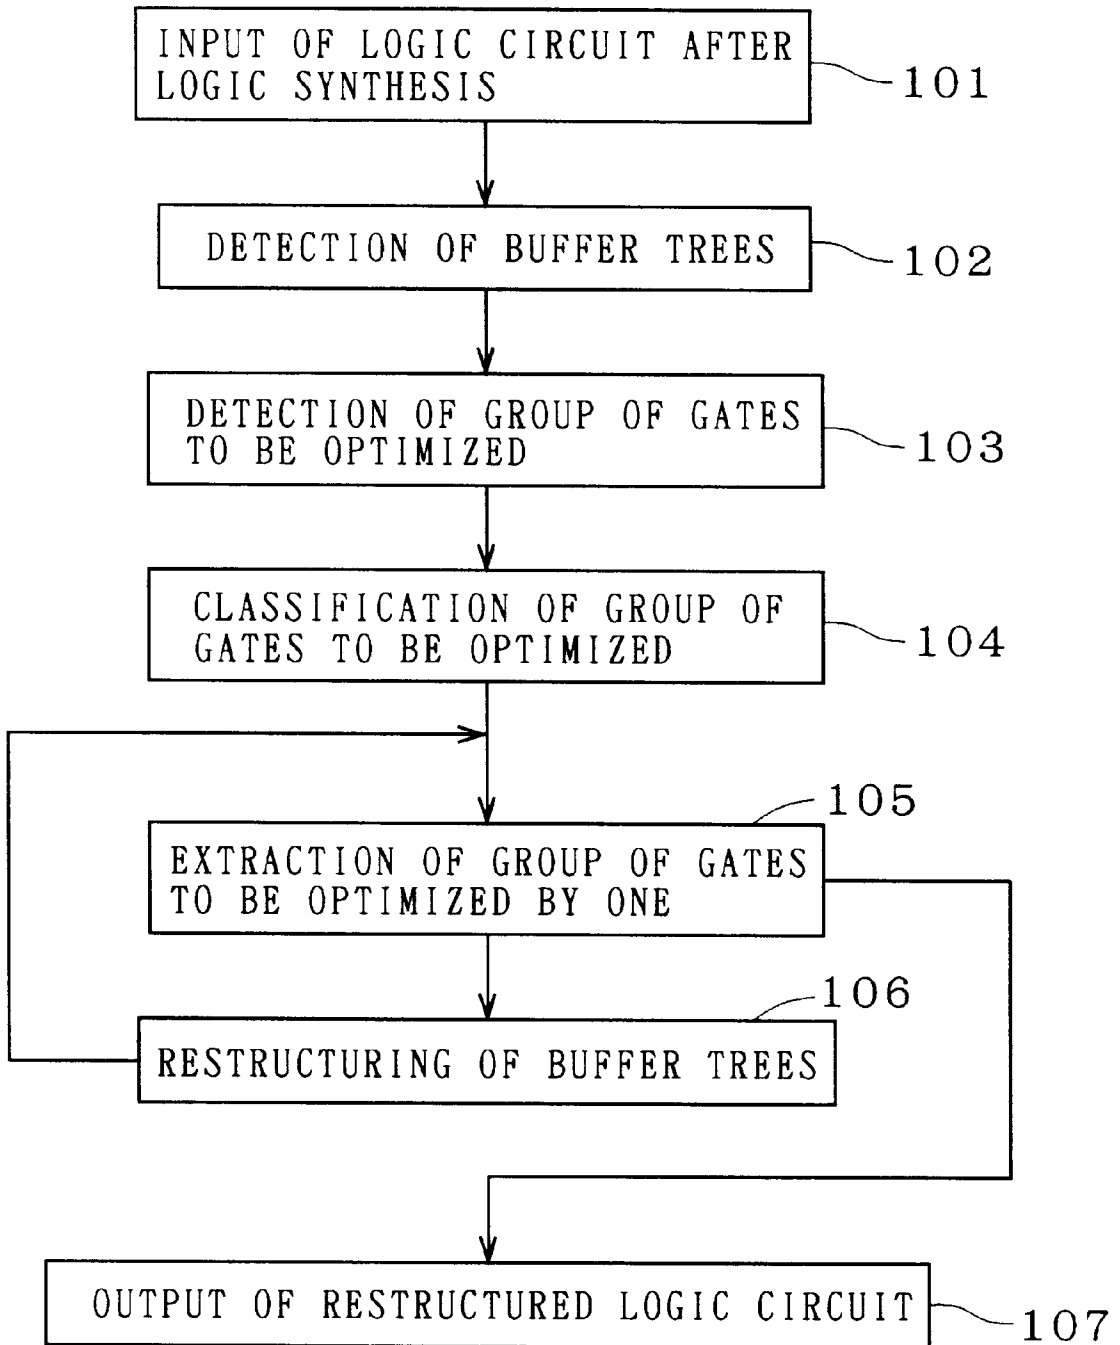 INPUT OF LOGIC CIRCUIT AFTER
LOGIC SYNTHESIS
101
DETECTION OF BUFFER TREES
102
DETECTION OF GROUP OF GATES
TO BE OPTIMIZED
103
CLASSIFICATION OF GROUP OF
GATES TO BE OPTIMIZED
104
105
EXTRACTION OF GROUP OF GATES
TO BE OPTIMIZED BY ONE
106
RESTRUCTURING OF BUFFER TREES
OUTPUT OF RESTRUCTURED LOGIC CIRCUIT
107